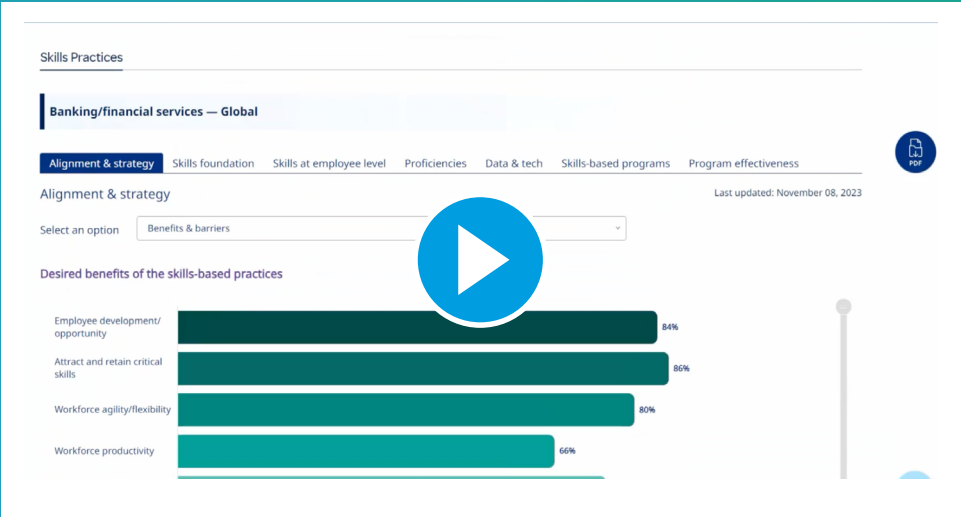 Skills Practices
Banking/financial services — Global
PDF
Alignment & strategy Skills foundation Skills at employee level Proficiencies Data & tech Skills-based programs Program effectiveness
Alignment & strategy
Last updated: November 08, 2023
Select an option
Benefits & barriers
Desired benefits of the skills-based practices
Employee development/
opportunity
84%
Attract and retain critical
skills
86%
Workforce agility/flexibility
80%
Workforce productivity
66%